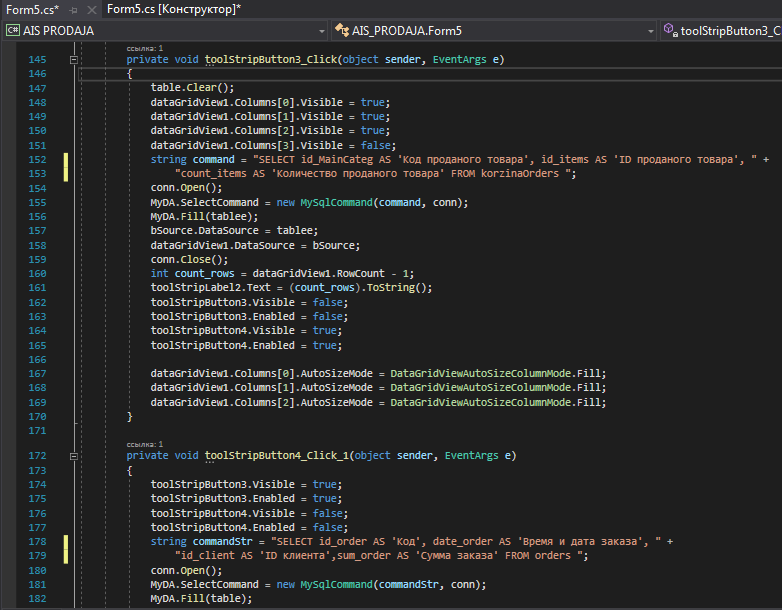 Form5.cs*
Form5.cs [Конструктор]*
C# AIS PRODAJA
AIS_PRODAJA.Form5
toolStripButton3_C
ссылка: 1
145 private void toolStripButton3_Click(object sender, EventArgs e)
146 {
147 table.Clear();
148 dataGridView1.Columns[0].Visible = true;
149 dataGridView1.Columns[1].Visible = true;
150 dataGridView1.Columns[2].Visible = true;
151 dataGridView1.Columns[3].Visible = false;
152 string command = "SELECT id_MainCateg AS 'Код проданого товара', id_items AS 'ID проданого товара', " +
153 "count_items AS 'Количество проданого товара' FROM korzinaOrders ";
154 conn.Open();
155 MyDA.SelectCommand = new MySqlCommand(command, conn);
156 MyDA.Fill(tablee);
157 bSource.DataSource = tablee;
158 dataGridView1.DataSource = bSource;
159 conn.Close();
160 int count_rows = dataGridView1.RowCount - 1;
161 toolStripLabel2.Text = (count_rows).ToString();
162 toolStripButton3.Visible = false;
163 toolStripButton3.Enabled = false;
164 toolStripButton4.Visible = true;
165 toolStripButton4.Enabled = true;
166
167 dataGridView1.Columns[0].AutoSizeMode = DataGridViewAutoSizeColumnMode.Fill;
168 dataGridView1.Columns[1].AutoSizeMode = DataGridViewAutoSizeColumnMode.Fill;
169 dataGridView1.Columns[2].AutoSizeMode = DataGridViewAutoSizeColumnMode.Fill;
170 }
171
ссылка: 1
172 private void toolStripButton4_Click_1(object sender, EventArgs e)
173 {
174 toolStripButton3.Visible = true;
175 toolStripButton3.Enabled = true;
176 toolStripButton4.Visible = false;
177 toolStripButton4.Enabled = false;
178 string commandStr = "SELECT id_order AS 'Код', date_order AS 'Время и дата заказа', " +
179 "id_client AS 'ID клиента',sum_order AS 'Сумма заказа' FROM orders ";
180 conn.Open();
181 MyDA.SelectCommand = new MySqlCommand(commandStr, conn);
182 MyDA.Fill(table);